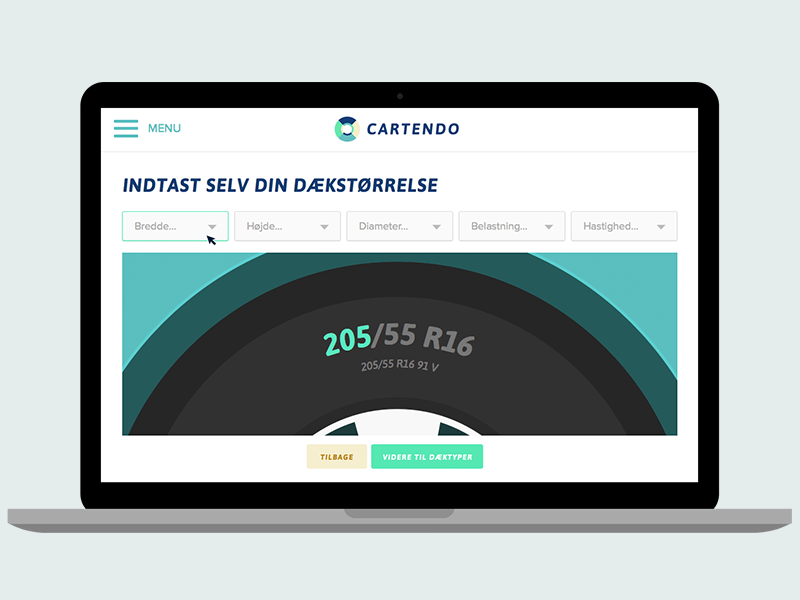 MENU
CARTENDO
INDTAST SELV DIN DÆKSTØRRELSE
Bredde... Højde... Diameter... Belastning... Hastighed...
205/55 R16
205/55 R16 91 V
TILBAGE
VIDERE TIL DÆKTYPER